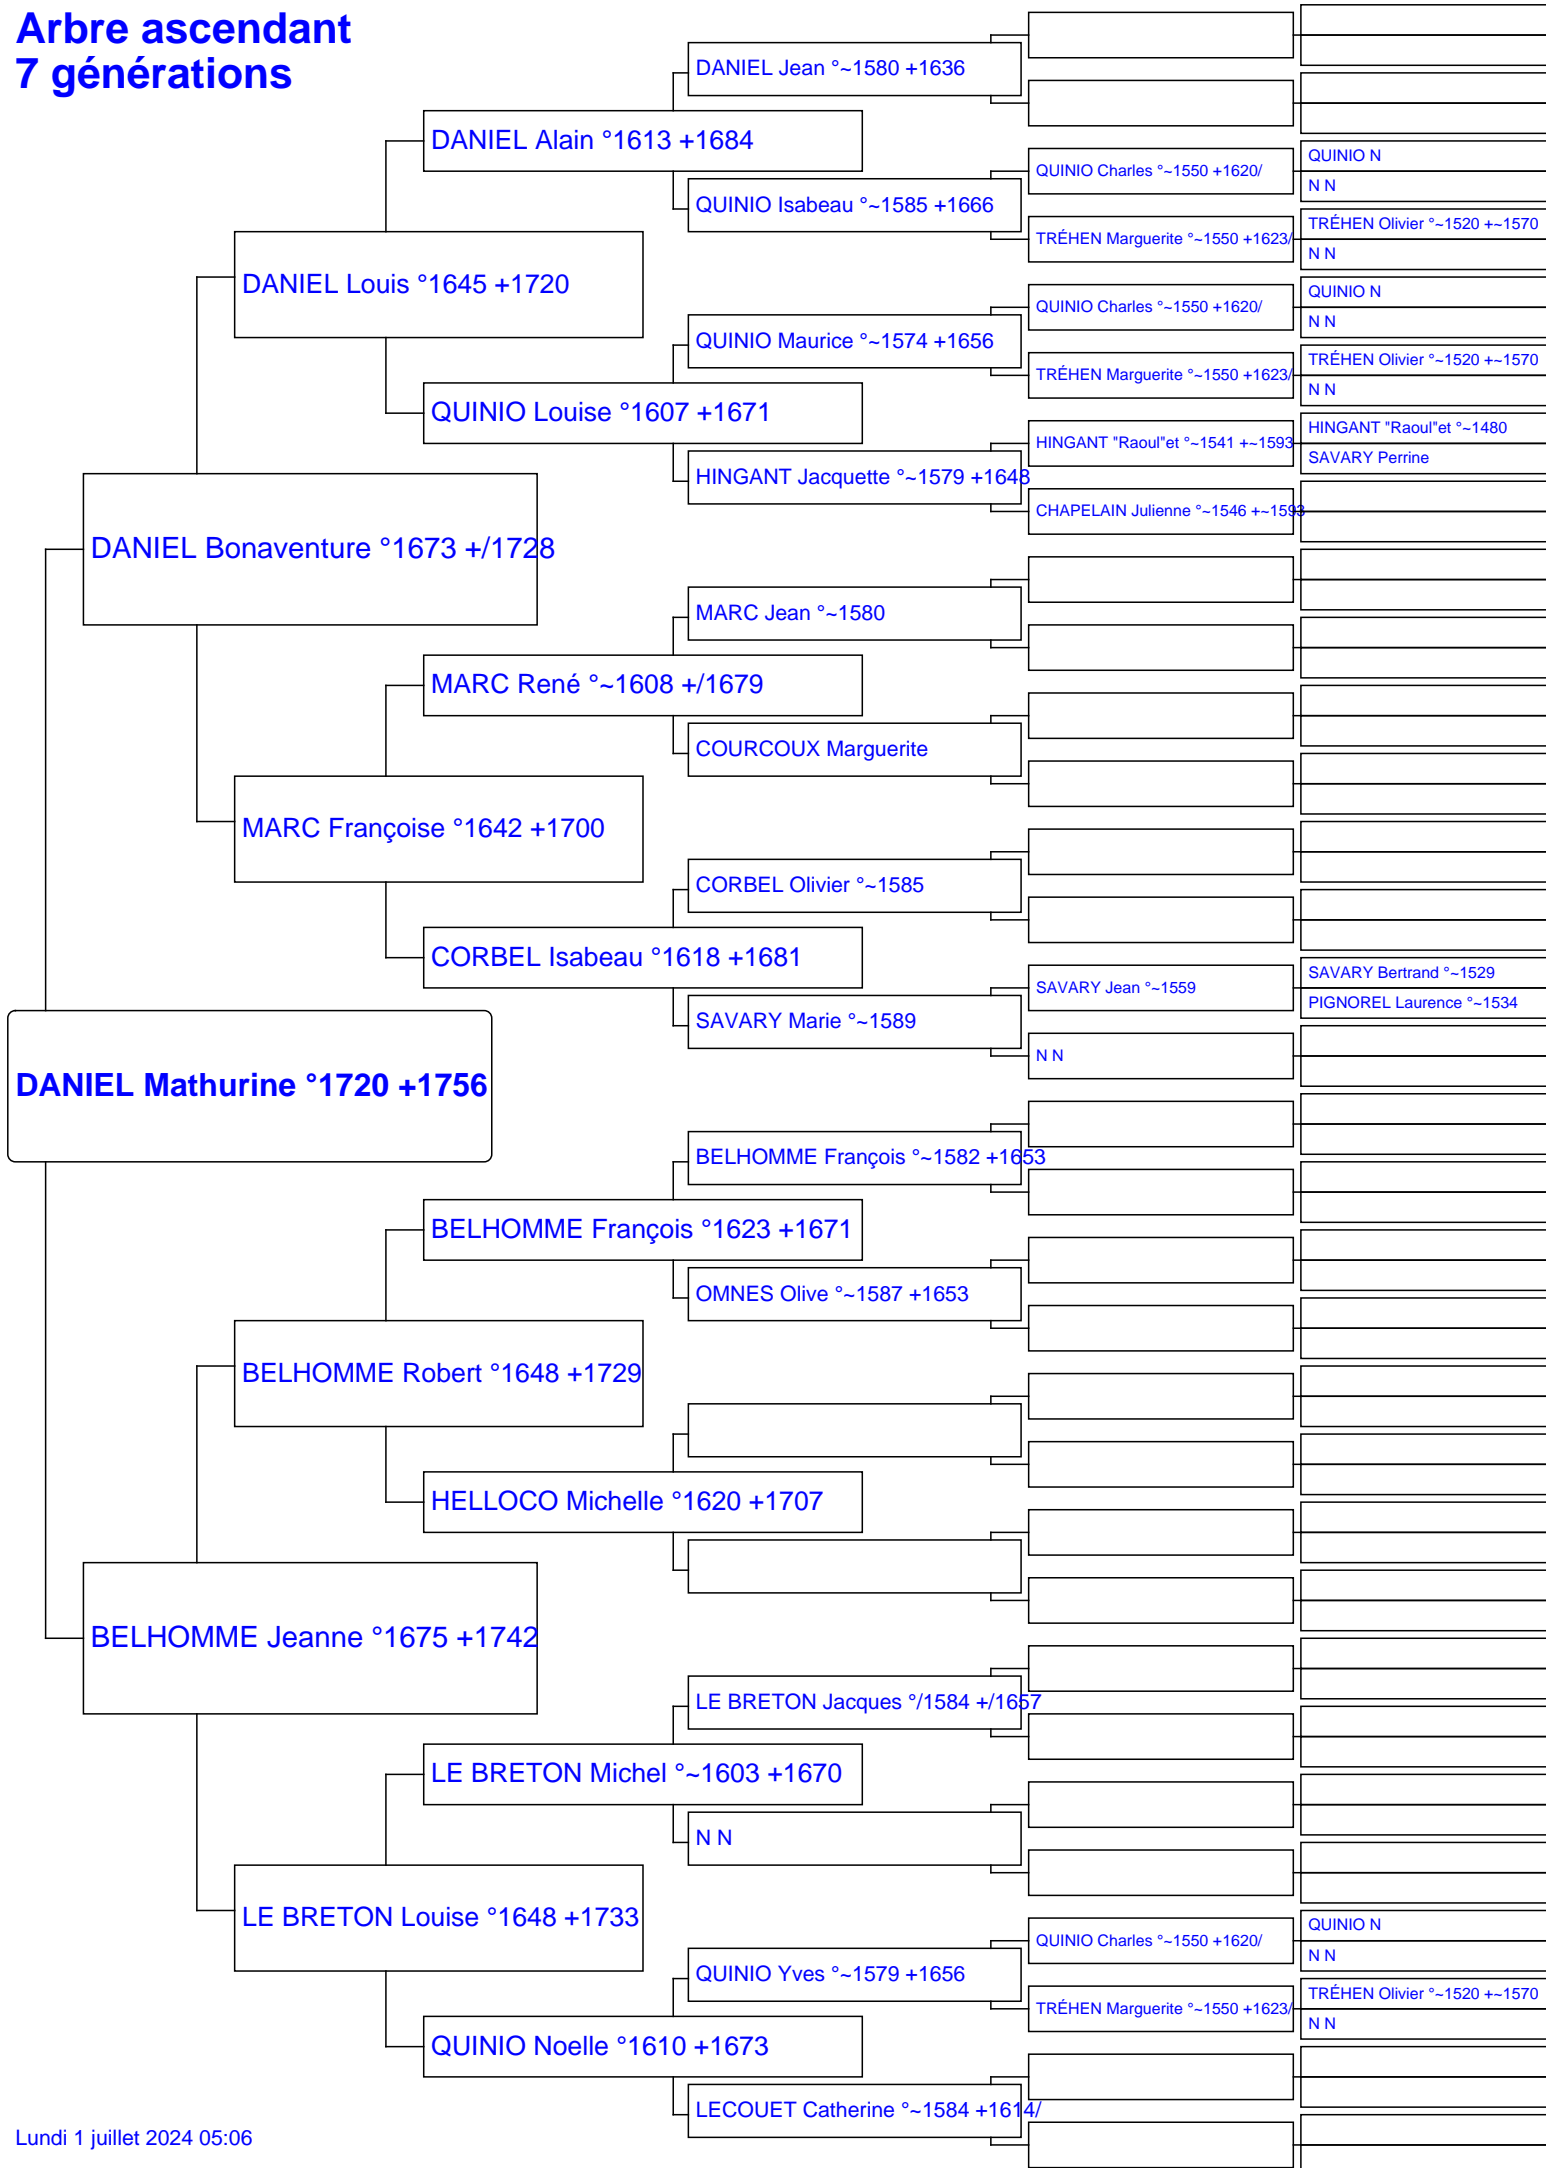 Arbre ascendant
7 générations
DANIEL Jean °~1580 +1636
DANIEL Alain °1613 +1684
QUINIO N
QUINIO Charles °~1550 +1620/
N N
QUINIO Isabeau °~1585 +1666
TRÉHEN Olivier °~1520 +~1570
TRÉHEN Marguerite °~1550 +1623/
N N
DANIEL Louis °1645 +1720
QUINIO N
QUINIO Charles °~1550 +1620/
N N
QUINIO Maurice °~1574 +1656
TRÉHEN Olivier °~1520 +~1570
TRÉHEN Marguerite °~1550 +1623/
N N
QUINIO Louise °1607 +1671
HINGANT "Raoul"et °~1480
HINGANT "Raoul"et °~1541 +~1593
SAVARY Perrine
HINGANT Jacquette °~1579 +1648
CHAPELAIN Julienne °~1546 +~1593
DANIEL Bonaventure °1673 +/1728
MARC Jean °~1580
MARC René °~1608 +/1679
COURCOUX Marguerite
MARC Françoise °1642 +1700
CORBEL Olivier °~1585
CORBEL Isabeau °1618 +1681
SAVARY Bertrand °~1529
SAVARY Jean °~1559
PIGNOREL Laurence °~1534
SAVARY Marie °~1589
N N
DANIEL Mathurine °1720 +1756
BELHOMME François °~1582 +1653
BELHOMME François °1623 +1671
OMNES Olive °~1587 +1653
BELHOMME Robert °1648 +1729
HELLOCO Michelle °1620 +1707
BELHOMME Jeanne °1675 +1742
LE BRETON Jacques °/1584 +/1657
LE BRETON Michel °~1603 +1670
N N
LE BRETON Louise °1648 +1733
QUINIO N
QUINIO Charles °~1550 +1620/
N N
QUINIO Yves °~1579 +1656
TRÉHEN Olivier °~1520 +~1570
TRÉHEN Marguerite °~1550 +1623/
N N
QUINIO Noelle °1610 +1673
LECOUET Catherine °~1584 +1614/
Lundi 1 juillet 2024 05:06